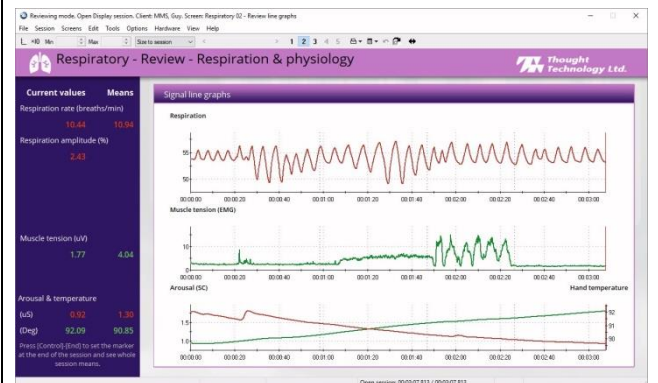 Reviewing mode. Open Display session. Client: MMS, Guy. Screen: Respiratory 02 - Review line graphs
File Session Screens Edit Tools Options Hardware View Help
Min Max Size to session 1 2 3 4 5
Respiratory - Review - Respiration & physiology
Thought
Technology Ltd.
Current values Means
Respiration rate (breaths/min)
10.44 10.94
Respiration amplitude (%)
2.43
Muscle tension (uV)
1.77 4.04
Arousal & temperature
(uS) 0.92 1.30
(Deg) 92.09 90.85
Press [Control]-[End] to set the marker
at the end of the session and see whole
session means.
Signal line graphs
Respiration
55
50
00:00:00 00:00:20 00:00:40 00:01:00 00:01:20 00:01:40 00:02:00 00:02:20 00:02:40 00:03:00
Muscle tension (EMG)
10
00:00:00 00:00:20 00:00:40 00:01:00 00:01:20 00:01:40 00:02:00 00:02:20 00:02:40 00:03:00
Arousal (SC) Hand temperature
1.5
1.0
92
91
90
00:00:00 00:00:20 00:00:40 00:01:00 00:01:20 00:01:40 00:02:00 00:02:20 00:02:40 00:03:00
Open session: 00:03:07.813 / 00:03:07.813